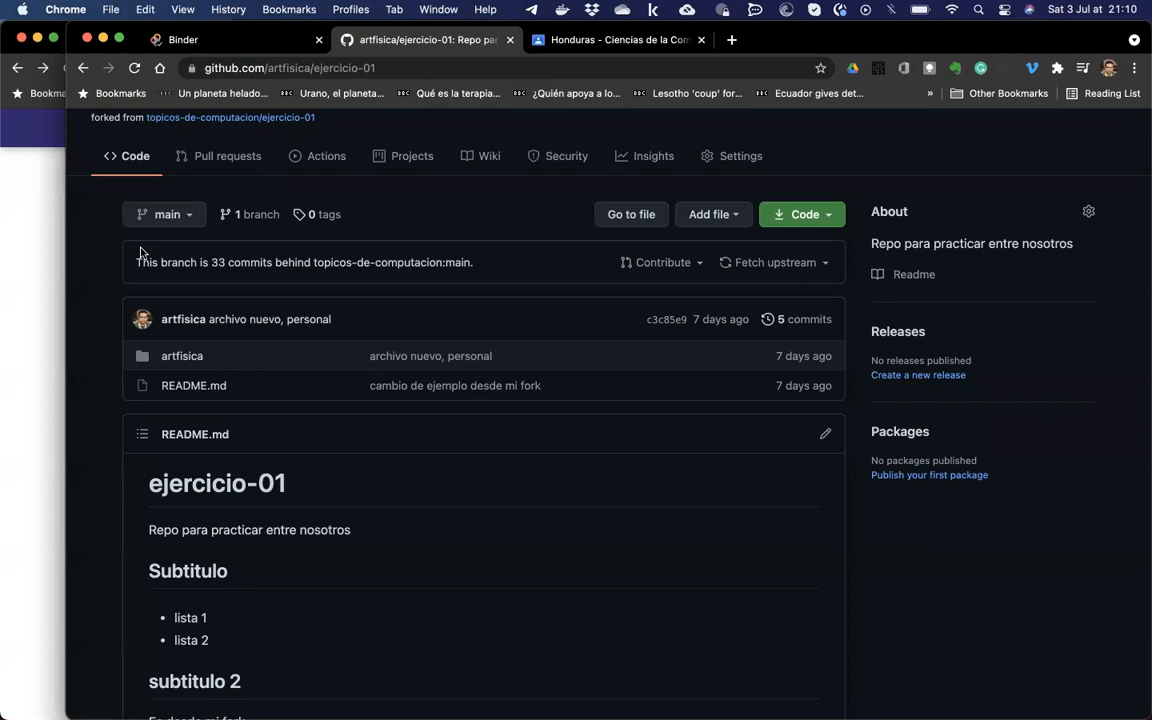 Chrome File Edit View History Bookmarks Profiles Tab Window Help Sat 3 Jul at 21:10
Binder artfisica/ejercicio-01: Repo pa Honduras - Ciencias de la Com
github.com/artfisica/ejercicio-01
Bookma Bookmarks Un planeta helado... Urano, el planeta... Qué es la terapia... ¿Quién apoya a lo... Lesotho 'coup' for... Ecuador gives det... » Other Bookmarks Reading List
forked from topicos-de-computacion/ejercicio-01
Code Pull requests Actions Projects Wiki Security Insights Settings
main 1 branch 0 tags Go to file Add file Code
About
Repo para practicar entre nosotros
Readme
This branch is 33 commits behind topicos-de-computacion:main. Contribute Fetch upstream
artfisica archivo nuevo, personal c3c85e9 7 days ago 5 commits
artfisica archivo nuevo, personal 7 days ago
README.md cambio de ejemplo desde mi fork 7 days ago
Releases
No releases published
Create a new release
Packages
No packages published
Publish your first package
README.md
ejercicio-01
Repo para practicar entre nosotros
Subtitulo
• lista 1
• lista 2
subtitulo 2